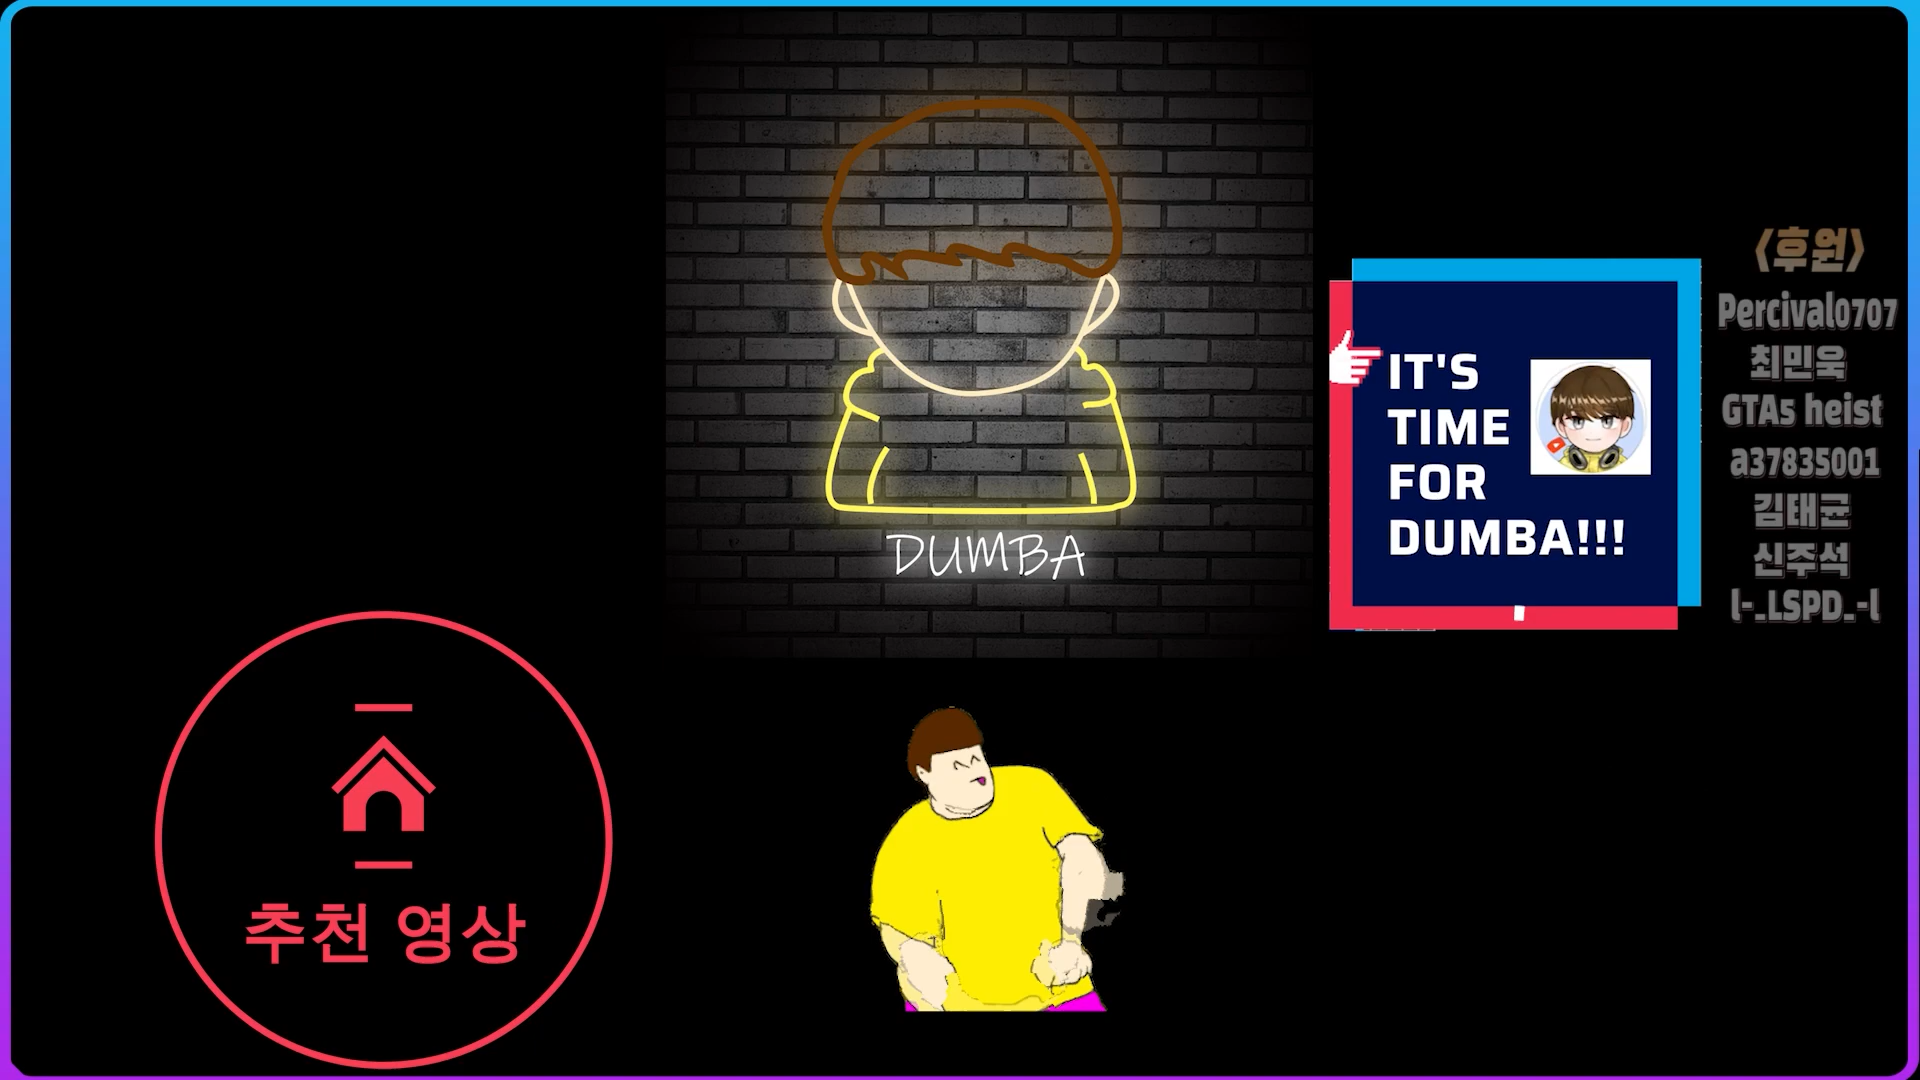 DUMBA
IT'S
TIME
FOR
DUMBA!!!
〈후원〉
Percival0707
최민욱
GTA5 heist
a37835001
김태균
신주석
l-_LSPD_-l
추천 영상